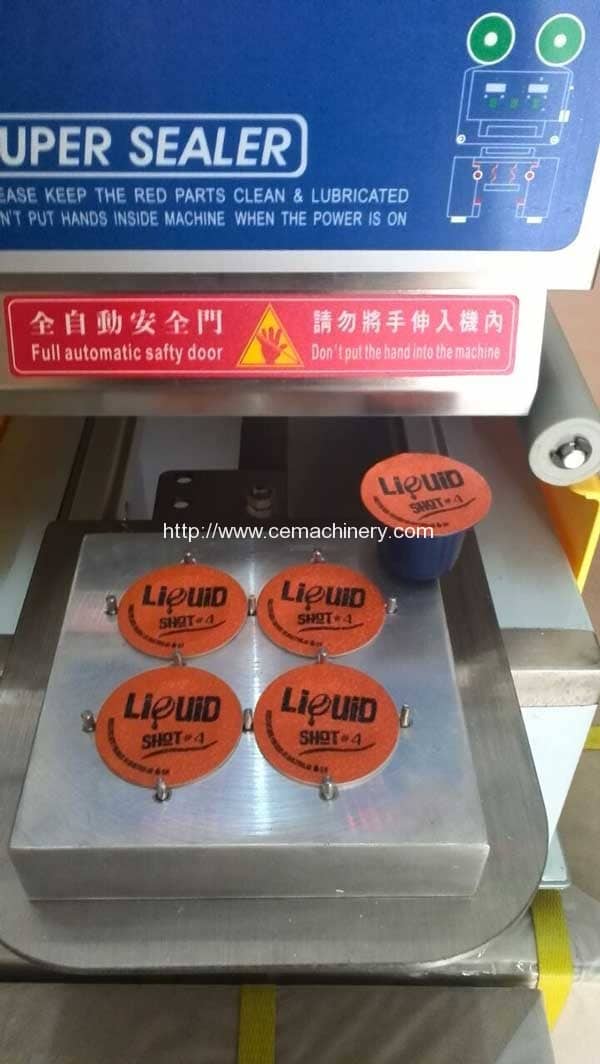 UPER SEALER
EASE KEEP THE RED PARTS CLEAN & LUBRICATED
N'T PUT HANDS INSIDE MACHINE WHEN THE POWER IS ON
全自動安全門
Full automatic safty door
請勿將手伸入機內
Don't put the hand into the machine
LiQUiD
SHOT #4
http://www.cemachinery.com
LiQUiD
SHOT #4
LiQUiD
SHOT #4
LiQUiD
SHOT #4
LiQUiD
SHOT #4